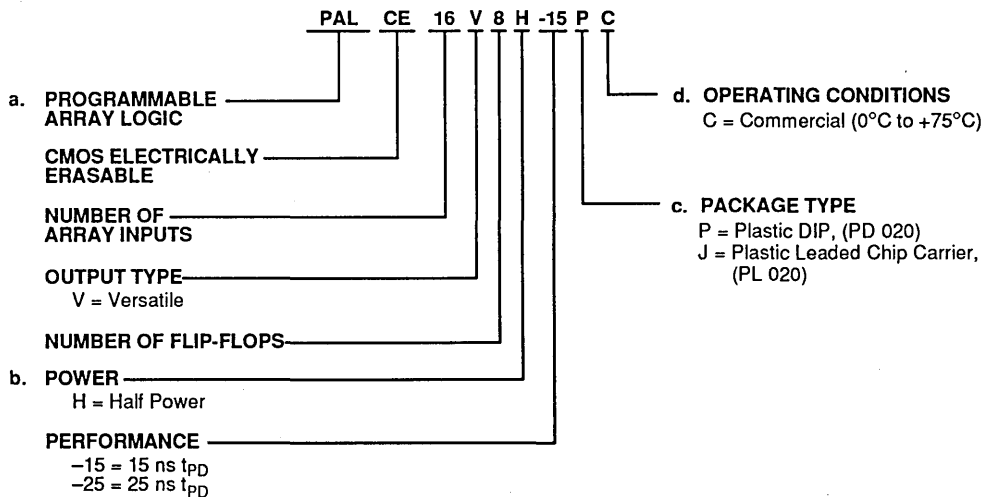 PAL CE 16 V 8 H -15 P C
a. PROGRAMMABLE
ARRAY LOGIC
CMOS ELECTRICALLY
ERASABLE
NUMBER OF
ARRAY INPUTS
OUTPUT TYPE
V = Versatile
NUMBER OF FLIP-FLOPS
b. POWER
H = Half Power
PERFORMANCE
–15 = 15 ns tPD
–25 = 25 ns tPD
d. OPERATING CONDITIONS
C = Commercial (0°C to +75°C)
c. PACKAGE TYPE
P = Plastic DIP, (PD 020)
J = Plastic Leaded Chip Carrier,
(PL 020)